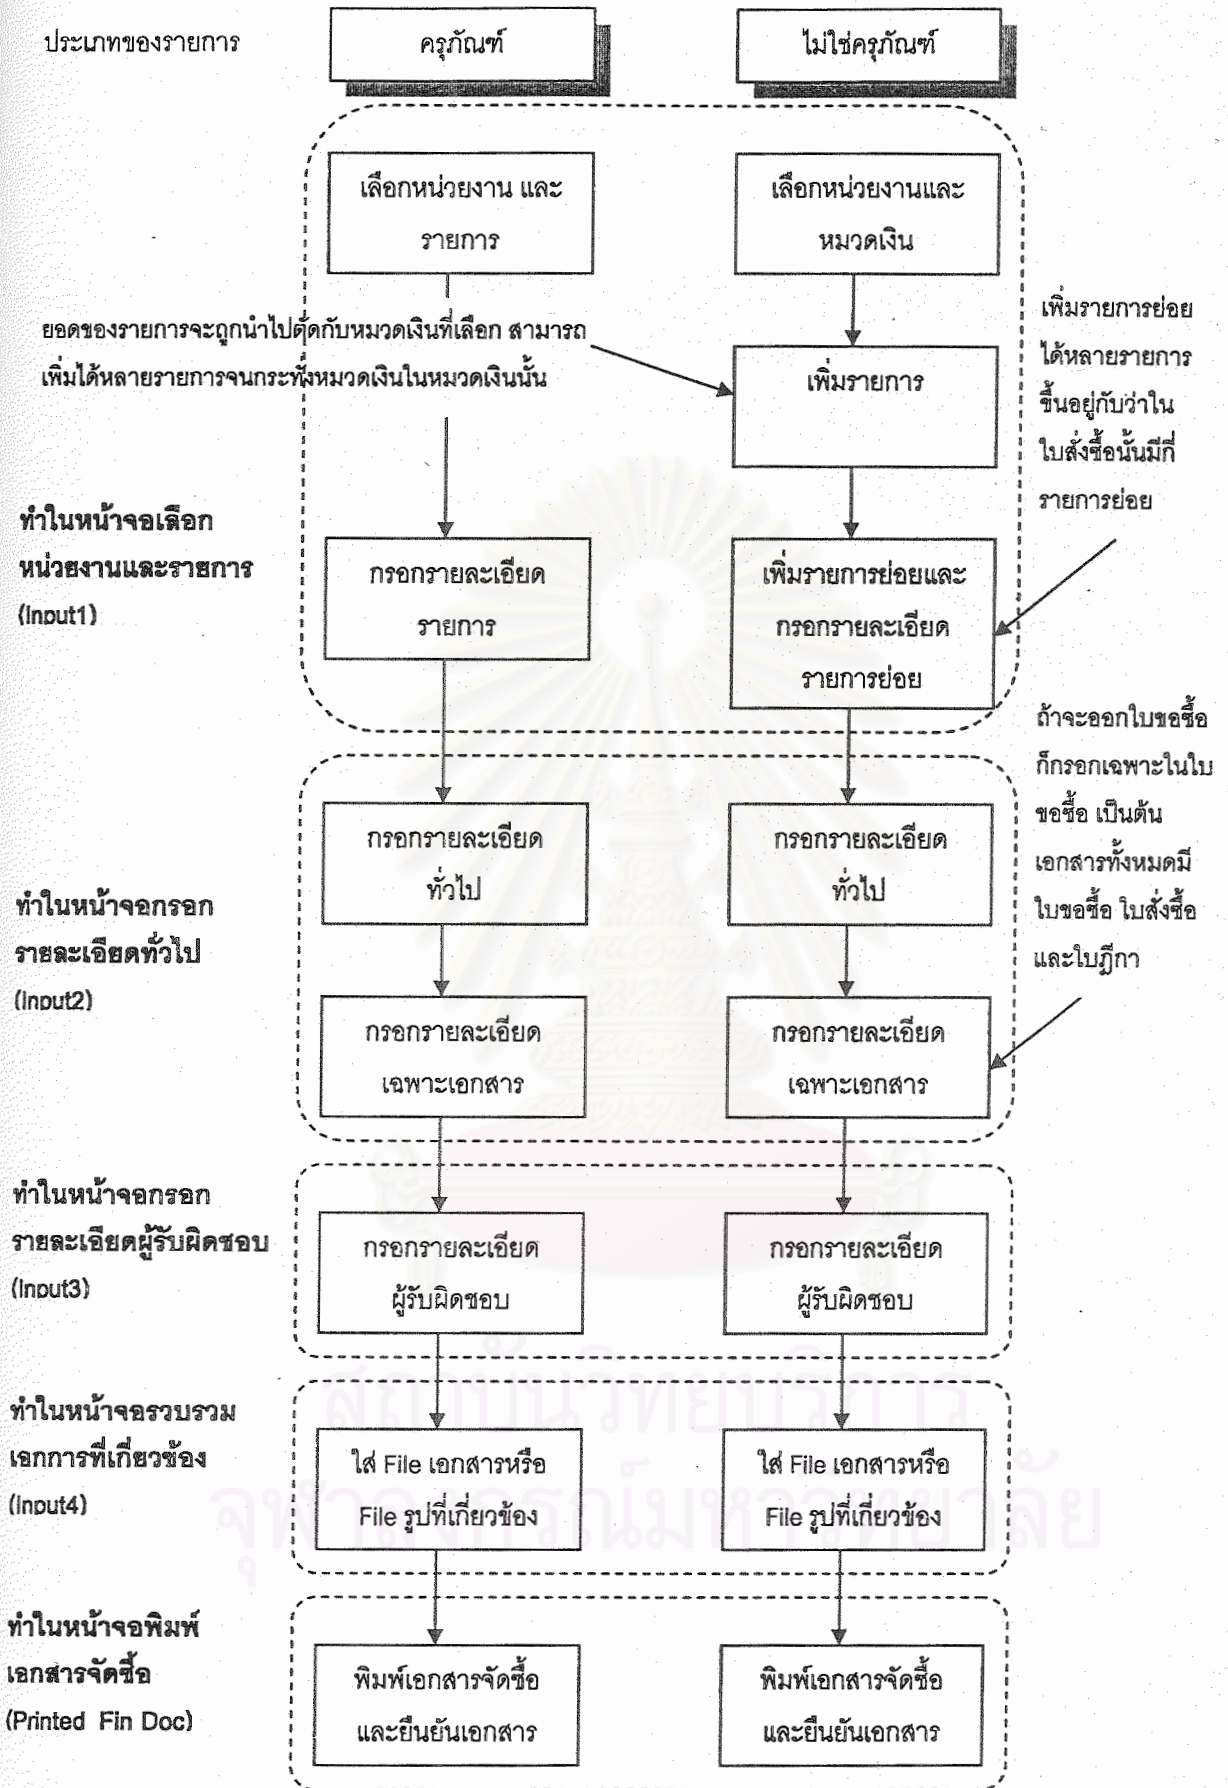 ประเภทของรายการ
ครุภัณฑ์
ไม่ใช่ครุภัณฑ์
เลือกหน่วยงาน และ
รายการ
เลือกหน่วยงานและ
หมวดเงิน
ยอดของรายการจะถูกนำไปตัดกับหมวดเงินที่เลือก สามารถ
เพิ่มได้หลายรายการจนกระทั่งหมวดเงินในหมวดเงินนั้น
เพิ่มรายการ
เพิ่มรายการย่อย
ได้หลายรายการ
ขึ้นอยู่กับว่าใน
ใบสั่งซื้อนั้นมีกี่
รายการย่อย
ทำในหน้าจอเลือก
หน่วยงานและรายการ
(Input1)
กรอกรายละเอียด
รายการ
เพิ่มรายการย่อยและ
กรอกรายละเอียด
รายการย่อย
ถ้าจะออกใบขอซื้อ
ก็กรอกเฉพาะในใบ
ขอซื้อ เป็นต้น
เอกสารทั้งหมดมี
ใบขอซื้อ ใบสั่งซื้อ
และใบฎีกา
ทำในหน้าจอกรอก
รายละเอียดทั่วไป
(Input2)
กรอกรายละเอียด
ทั่วไป
กรอกรายละเอียด
ทั่วไป
กรอกรายละเอียด
เฉพาะเอกสาร
กรอกรายละเอียด
เฉพาะเอกสาร
ทำในหน้าจอกรอก
รายละเอียดผู้รับผิดชอบ
(Input3)
กรอกรายละเอียด
ผู้รับผิดชอบ
กรอกรายละเอียด
ผู้รับผิดชอบ
สถาบันวิทยบริการ
จุฬาลงกรณ์มหาวิทยาลัย
ทำในหน้าจอรวบรวม
เอกการที่เกี่ยวข้อง
(Input4)
ใส่ File เอกสารหรือ
File รูปที่เกี่ยวข้อง
ใส่ File เอกสารหรือ
File รูปที่เกี่ยวข้อง
ทำในหน้าจอพิมพ์
เอกสารจัดซื้อ
(Printed Fin Doc)
พิมพ์เอกสารจัดซื้อ
และยืนยันเอกสาร
พิมพ์เอกสารจัดซื้อ
และยืนยันเอกสาร